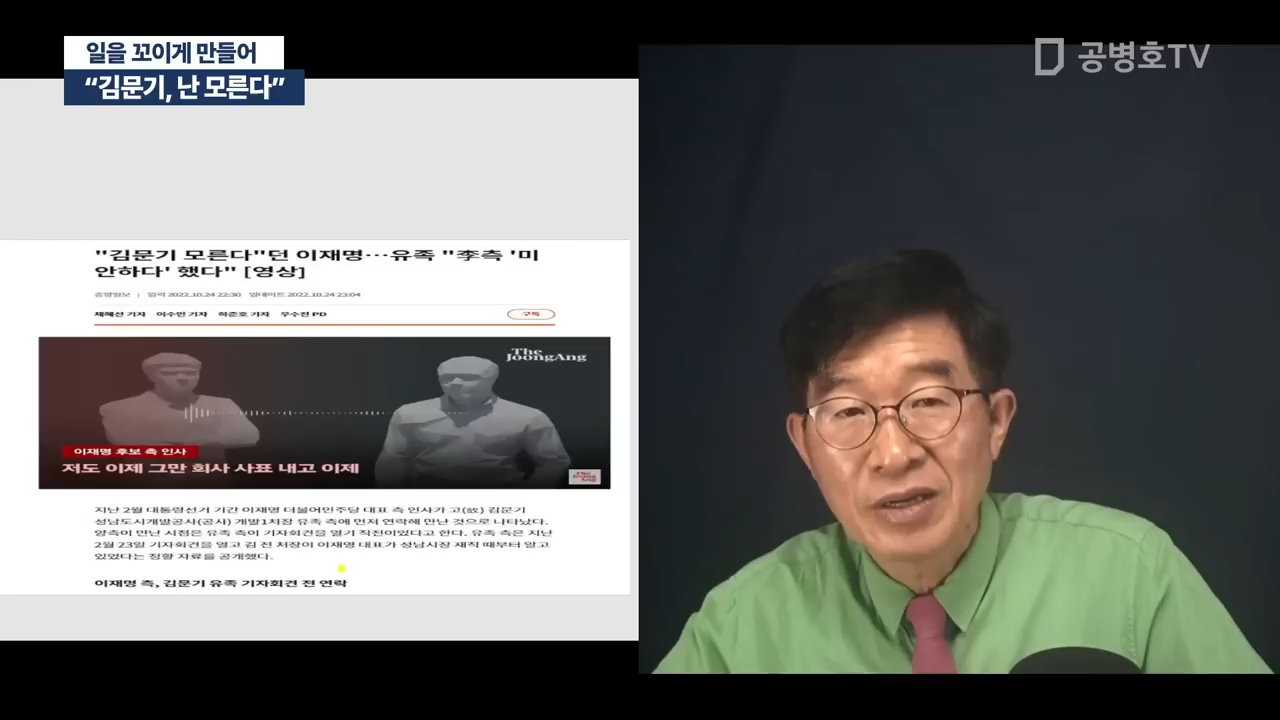 일을 꼬이게 만들어
“김문기, 난 모른다”
공병호TV
"김문기 모른다"던 이재명…유족 "李측 '미
안하다' 했다" [영상]
중앙일보 | 입력 2022.10.24 22:30 업데이트 2022.10.24 23:04
채혜선 기자 이수민 기자 하준호 기자 우수진 PD
구독
The
JoongAng
이재명 후보 측 인사
저도 이제 그만 회사 사표 내고 이제
The
Joong
Ang
지난 2월 대통령선거 기간 이재명 더불어민주당 대표 측 인사가 고(故) 김문기
성남도시개발공사(공사) 개발1처장 유족 측에 먼저 연락해 만난 것으로 나타났다.
양측이 만난 시점은 유족 측이 기자회견을 열기 직전이었다고 한다. 유족 측은 지난
2월 23일 기자회견을 열고 김 전 처장이 이재명 대표가 성남시장 재직 때부터 알고
있었다는 정황 자료를 공개했다.
이재명 측, 김문기 유족 기자회견 전 연락